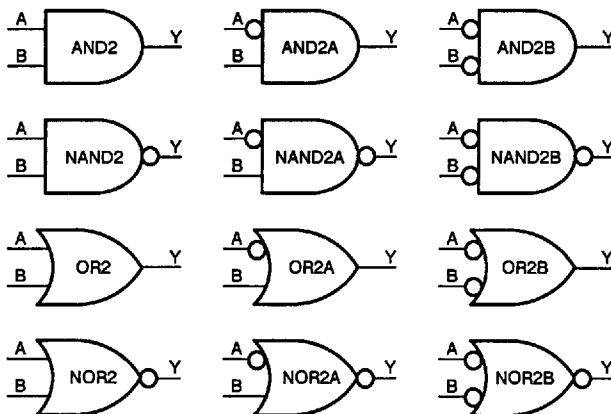 A AND2 Y A AND2A Y A AND2B Y
B B B
A NAND2 Y A NAND2A Y A NAND2B Y
B B B
A OR2 Y A OR2A Y A OR2B Y
B B B
A NOR2 Y A NOR2A Y A NOR2B Y
B B B